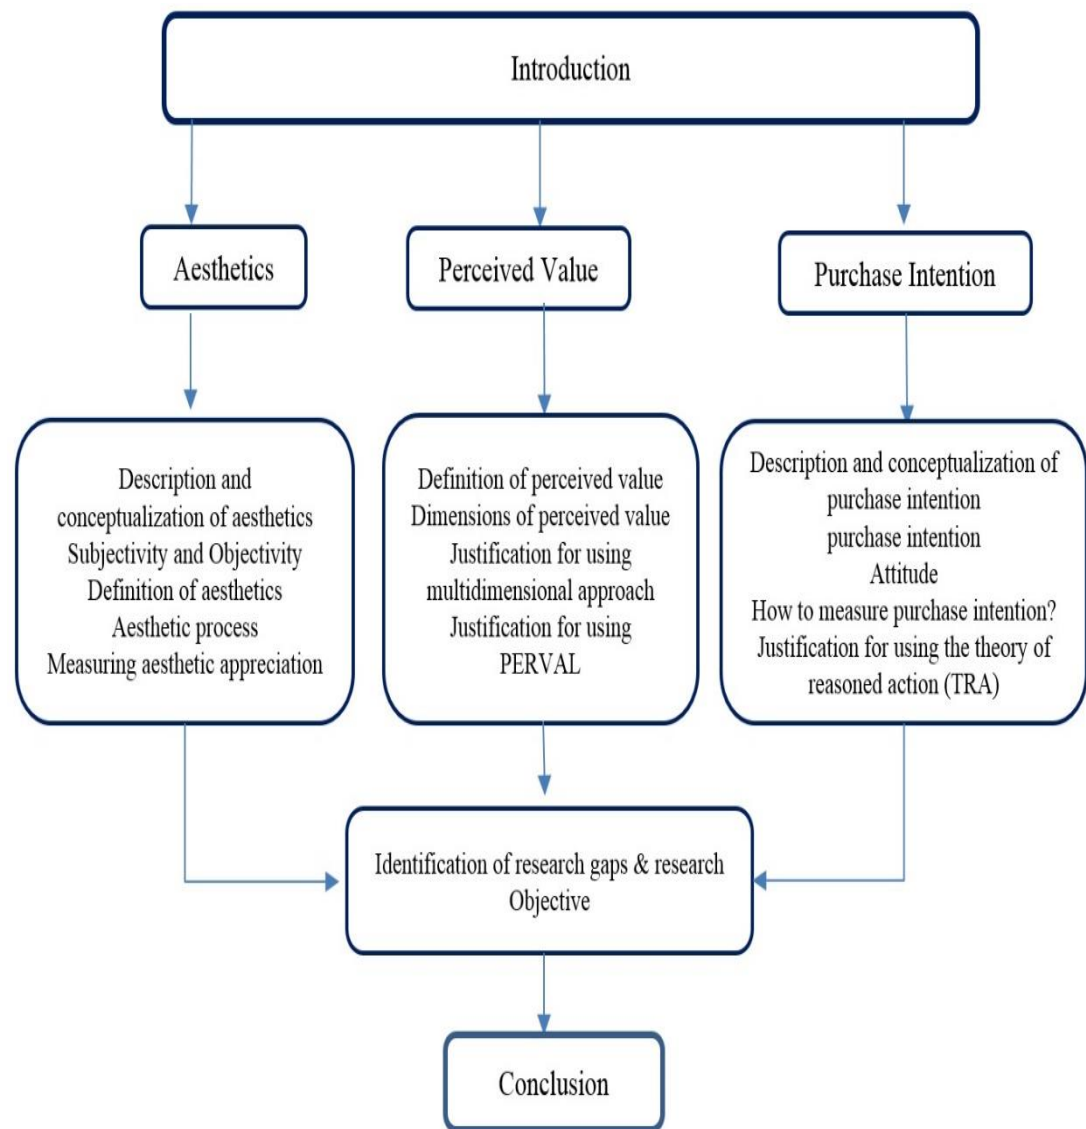 Introduction
Aesthetics
Perceived Value
Purchase Intention
Description and
conceptualization of aesthetics
Subjectivity and Objectivity
Definition of aesthetics
Aesthetic process
Measuring aesthetic appreciation
Definition of perceived value
Dimensions of perceived value
Justification for using
multidimensional approach
Justification for using
PERVAL
Description and conceptualization of
purchase intention
purchase intention
Attitude
How to measure purchase intention?
Justification for using the theory of
reasoned action (TRA)
Identification of research gaps & research
Objective
Conclusion